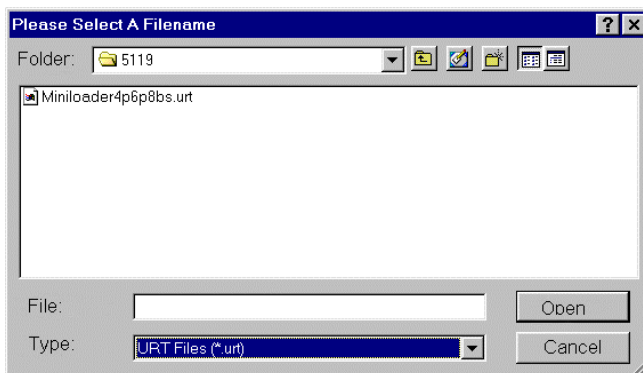 Please Select A Filename
Folder: 5119
Miniloader4p6p8bs.urt
File: Open
Type: URT Files (*.urt) Cancel